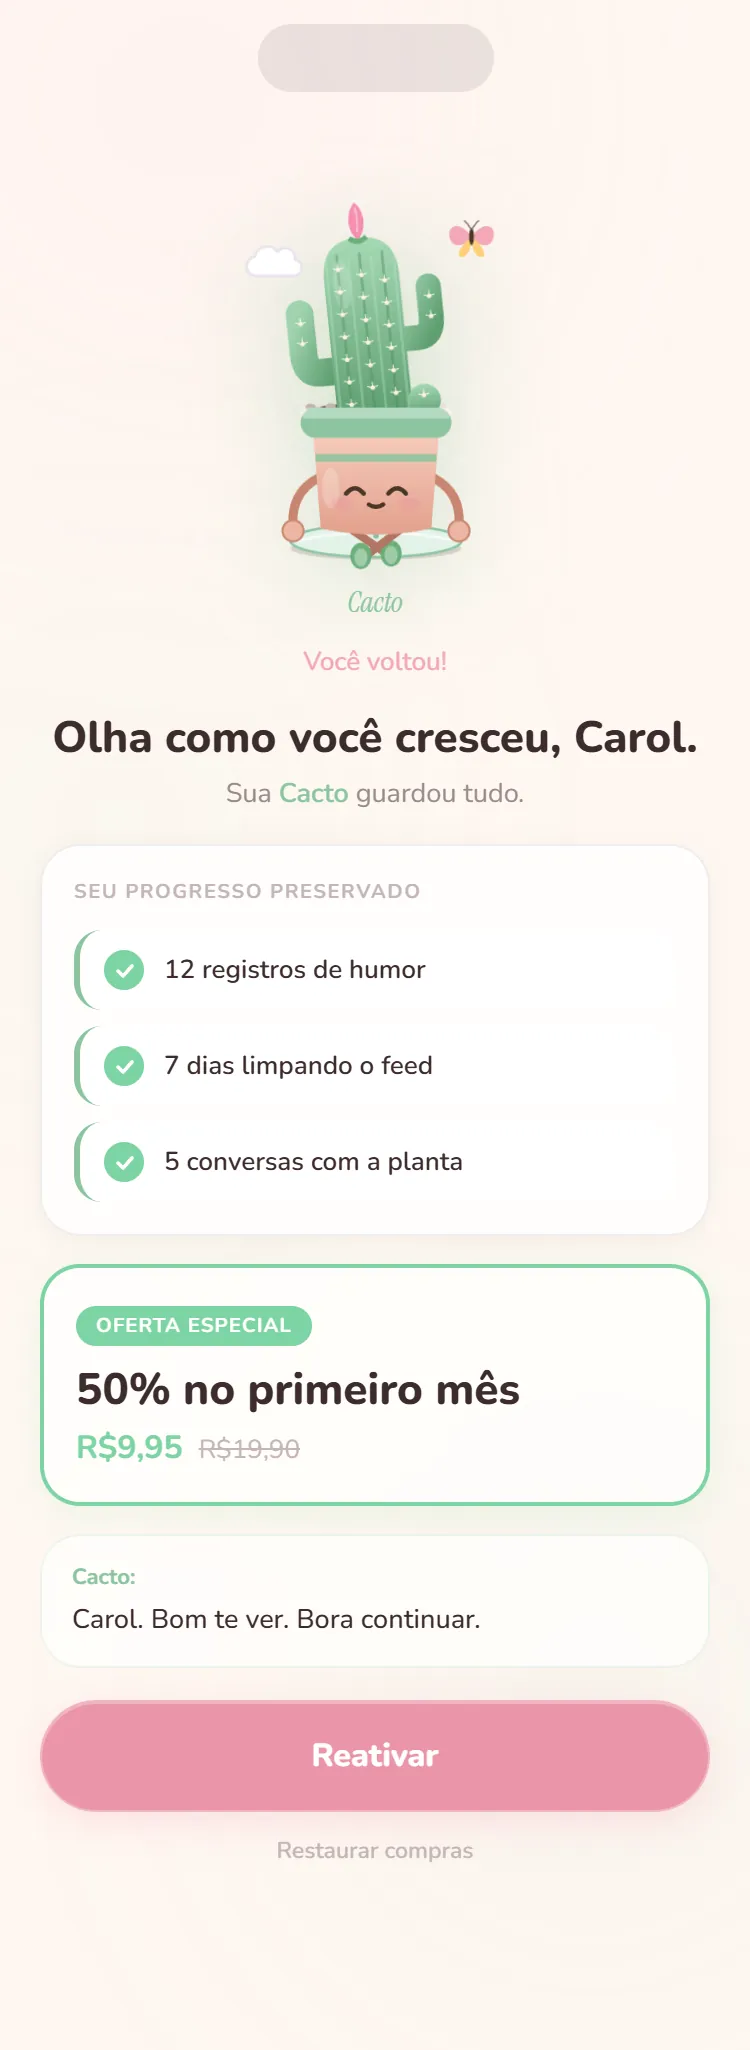 Cacto
Você voltou!
Olha como você cresceu, Carol.
Sua Cacto guardou tudo.
SEU PROGRESSO PRESERVADO
12 registros de humor
7 dias limpando o feed
5 conversas com a planta
OFERTA ESPECIAL
50% no primeiro mês
R$9,95 R$19,90
Cacto:
Carol. Bom te ver. Bora continuar.
Reativar
Restaurar compras